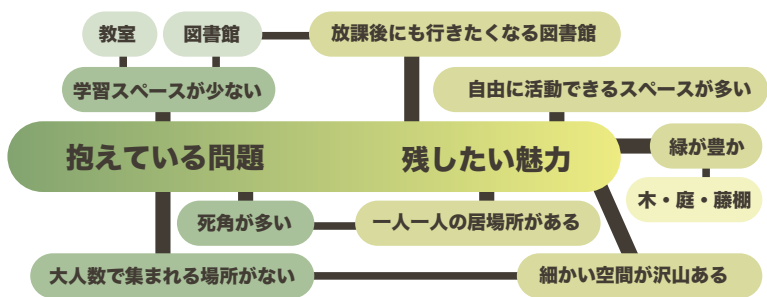 教室
図書館
放課後にも行きたくなる図書館
学習スペースが少ない
自由に活動できるスペースが多い
抱えている問題
残したい魅力
緑が豊か
木・庭・藤棚
死角が多い
一人一人の居場所がある
大人数で集まれる場所がない
細かい空間が沢山ある